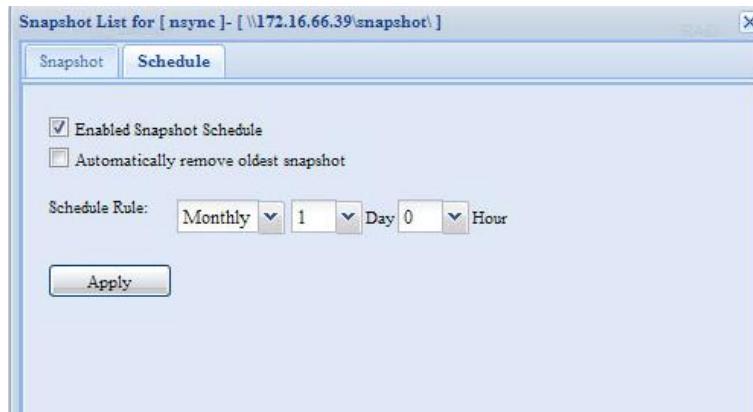 Snapshot List for [ nsync ]- [ \\172.16.66.39\snapshot\ ]
Snapshot Schedule
Enabled Snapshot Schedule
Automatically remove oldest snapshot
Schedule Rule: Monthly 1 Day 0 Hour
Apply